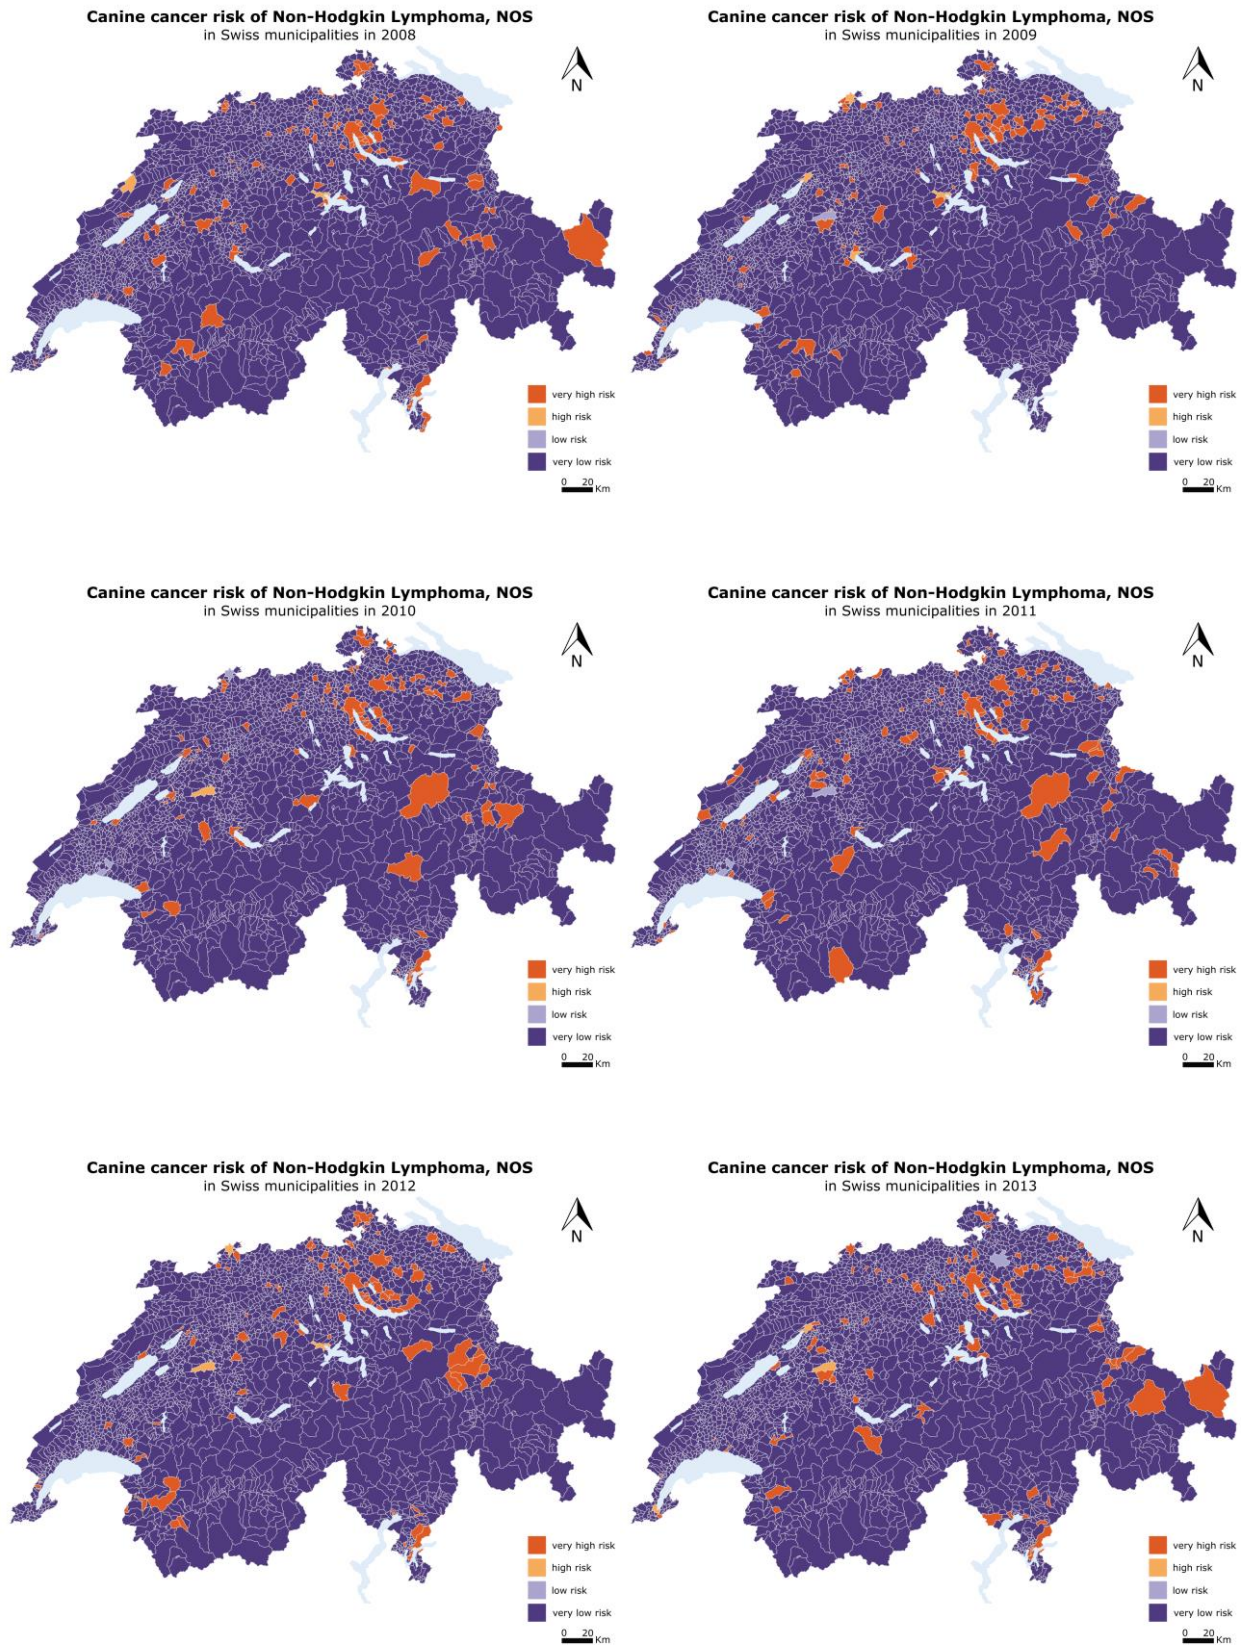 Canine cancer risk of Non-Hodgkin Lymphoma, NOS
in Swiss municipalities in 2008
N
very high risk
high risk
low risk
very low risk
0 20
Km
Canine cancer risk of Non-Hodgkin Lymphoma, NOS
in Swiss municipalities in 2009
N
very high risk
high risk
low risk
very low risk
0 20
Km
Canine cancer risk of Non-Hodgkin Lymphoma, NOS
in Swiss municipalities in 2010
N
very high risk
high risk
low risk
very low risk
0 20
Km
Canine cancer risk of Non-Hodgkin Lymphoma, NOS
in Swiss municipalities in 2011
N
very high risk
high risk
low risk
very low risk
0 20
Km
Canine cancer risk of Non-Hodgkin Lymphoma, NOS
in Swiss municipalities in 2012
N
very high risk
high risk
low risk
very low risk
0 20
Km
Canine cancer risk of Non-Hodgkin Lymphoma, NOS
in Swiss municipalities in 2013
N
very high risk
high risk
low risk
very low risk
0 20
Km